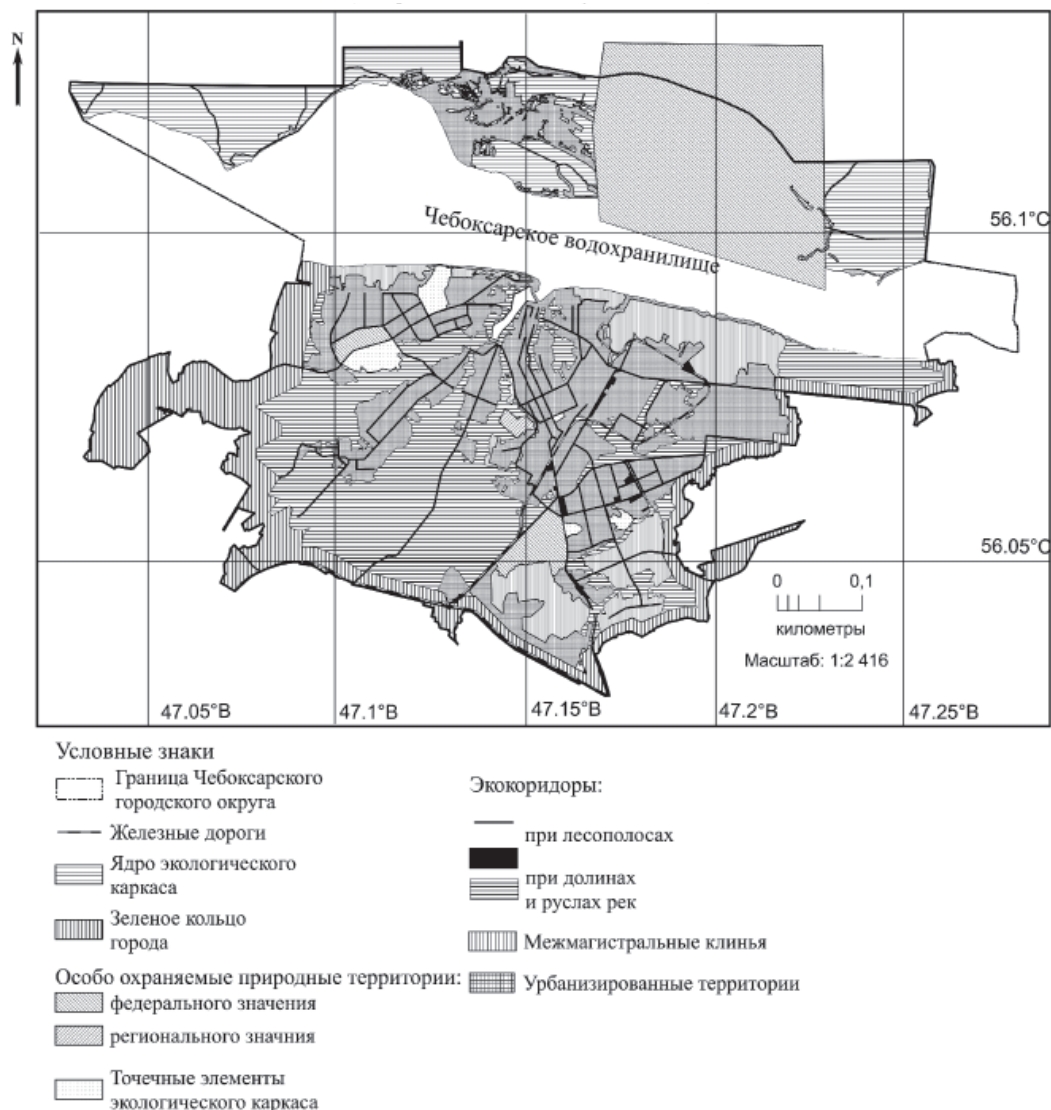 N
Чебоксарское водохранилище
56.1°С
56.05°С
0 0,1
километры
Масштаб: 1:2 416
47.05°В 47.1°В 47.15°В 47.2°В 47.25°В
Условные знаки
Граница Чебоксарского
городского округа
Железные дороги
Ядро экологического
каркаса
Зеленое кольцо
города
Особо охраняемые природные территории:
федерального значения
регионального значния
Точечные элементы
экологического каркаса
Экокоридоры:
при лесополосах
при долинах
и руслах рек
Межмагистральные клинья
Урбанизированные территории